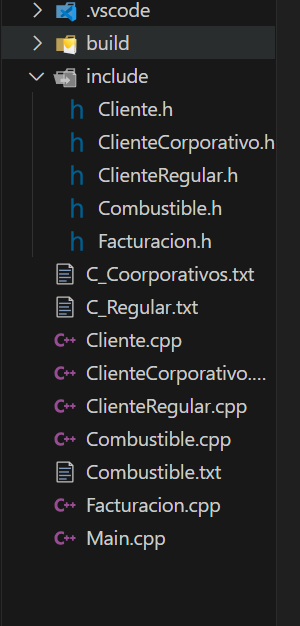 .vscode
build
include
Cliente.h
ClienteCorporativo.h
ClienteRegular.h
Combustible.h
Facturacion.h
C_Coorporativos.txt
C_Regular.txt
Cliente.cpp
ClienteCorporativo....
ClienteRegular.cpp
Combustible.cpp
Combustible.txt
Facturacion.cpp
Main.cpp